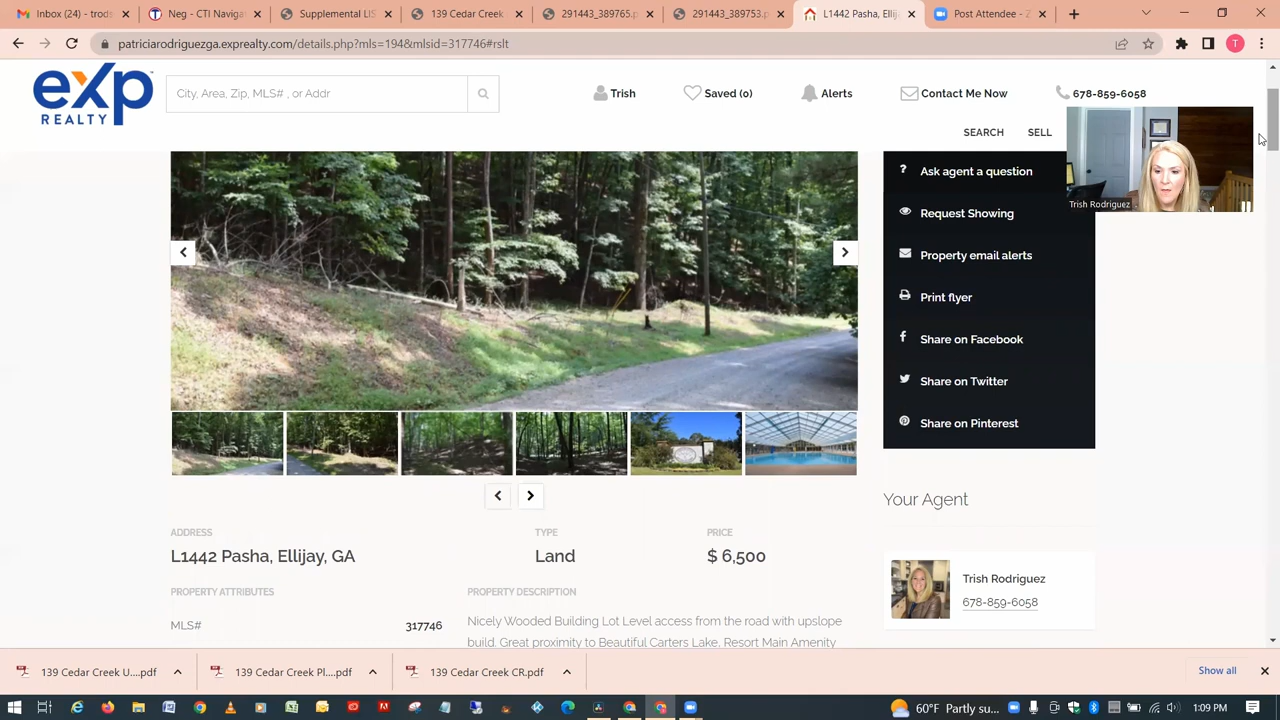 Inbox (24) - trods
Neg - CTI Navigat
Supplemental LIS
139 Cedar Creek
291443_389765.p
291443_389753.p
L1442 Pasha, Ellij
Post Attendee - Z
patriciarodriguezga.exprealty.com/details.php?mls=194&mlsid=317746#rslt
T
exp
REALTY
City, Area, Zip, MLS# , or Addr
Trish
Saved (0)
Alerts
Contact Me Now
678-859-6058
SEARCH
SELL
Ask agent a question
Trish Rodriguez
Request Showing
Property email alerts
Print flyer
Share on Facebook
Share on Twitter
Share on Pinterest
Your Agent
ADDRESS
TYPE
PRICE
L1442 Pasha, Ellijay, GA
Land
$ 6,500
Trish Rodriguez
678-859-6058
PROPERTY ATTRIBUTES
PROPERTY DESCRIPTION
MLS#
317746
Nicely Wooded Building Lot Level access from the road with upslope
build. Great proximity to Beautiful Carters Lake, Resort Main Amenity
139 Cedar Creek U....pdf
139 Cedar Creek Pl....pdf
139 Cedar Creek CR.pdf
Show all
60°F Partly su...
1:09 PM